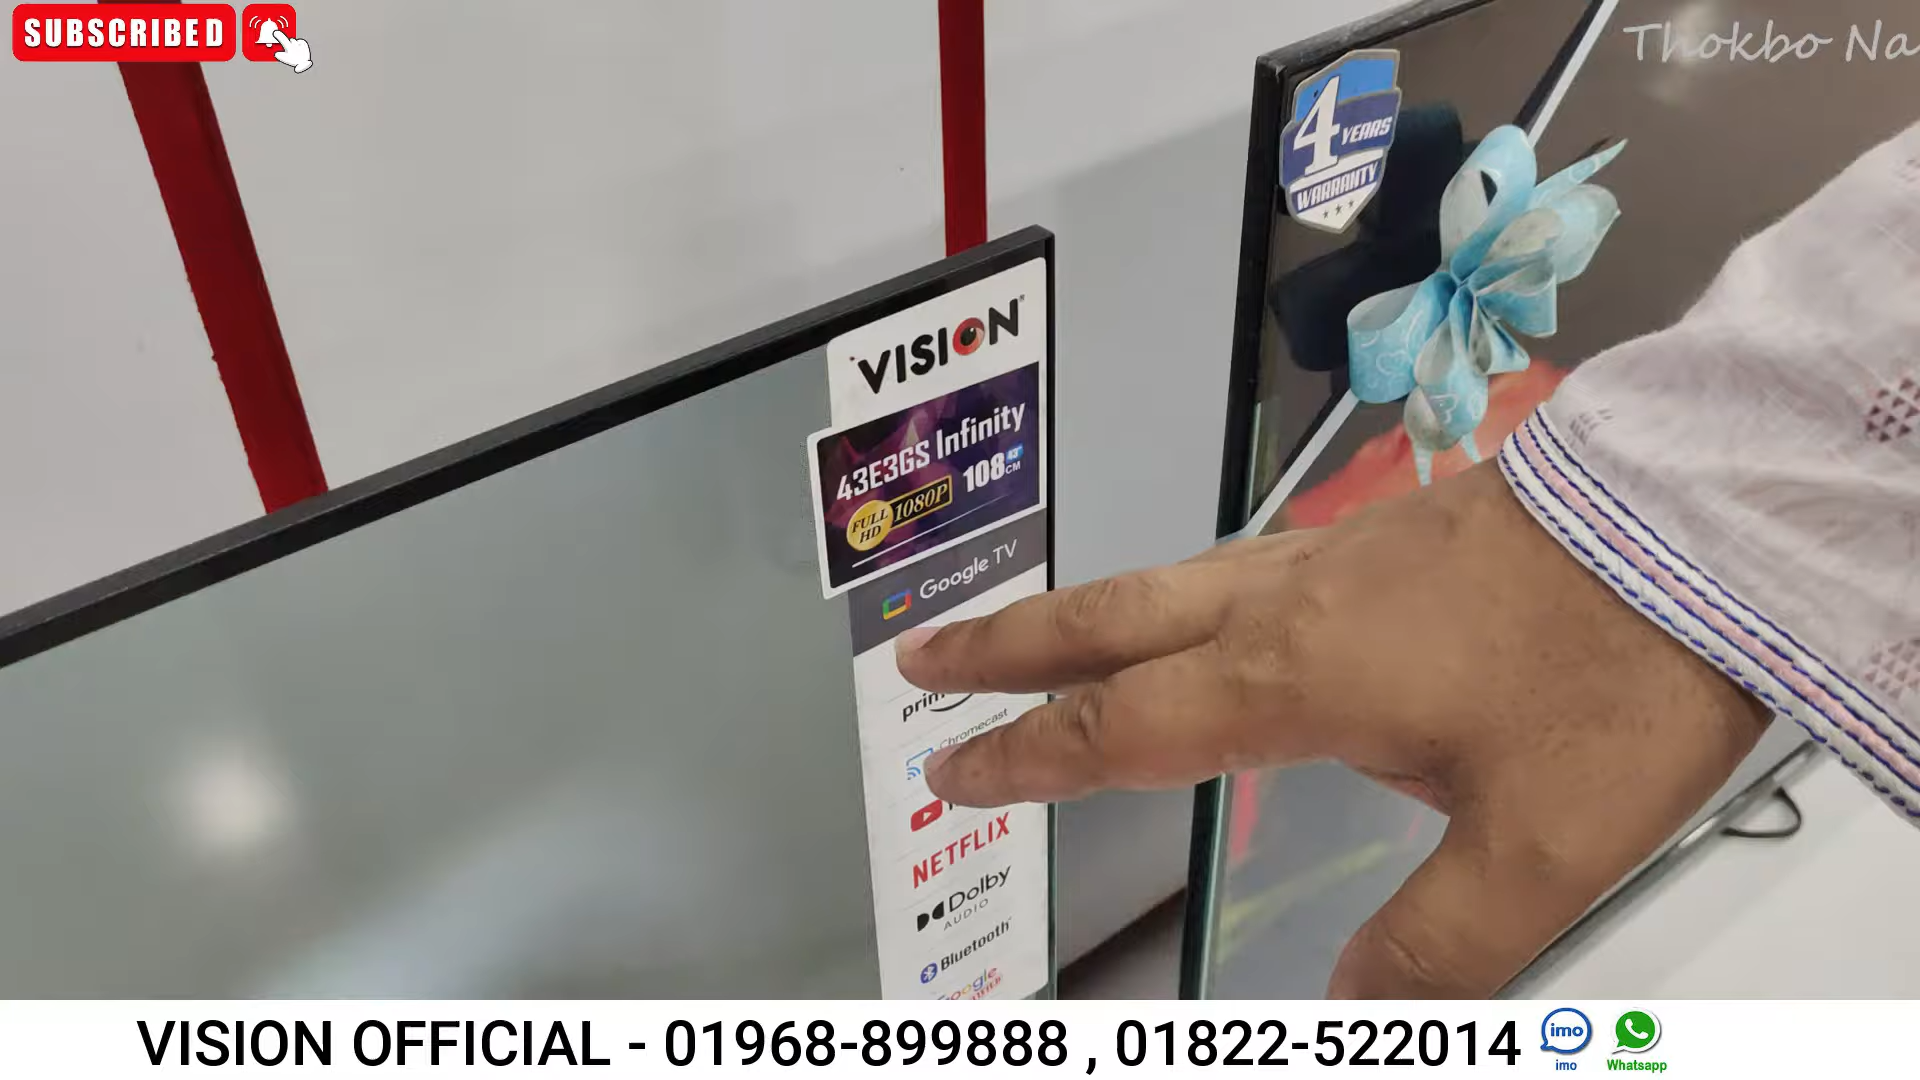 SUBSCRIBED
Thokbo Na
4 YEARS
WARRANTY
VISION
43E3GS Infinity
FULL HD 1080P 108 CM 43"
Google TV
Chromecast
NETFLIX
Dolby
AUDIO
Bluetooth
VISION OFFICIAL - 01968-899888 , 01822-522014
imo
imo
Whatsapp